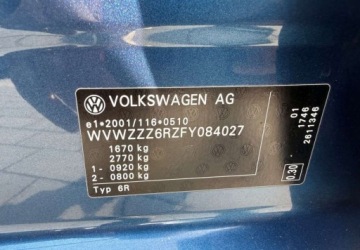 VOLKSWAGEN AG
e1*2001/116*0510
WVWZZZ6RZFY084027
1670 kg
2770 kg
1- 0920 kg
2- 0800 kg
Typ 6R
01
1746
2611346
0.30